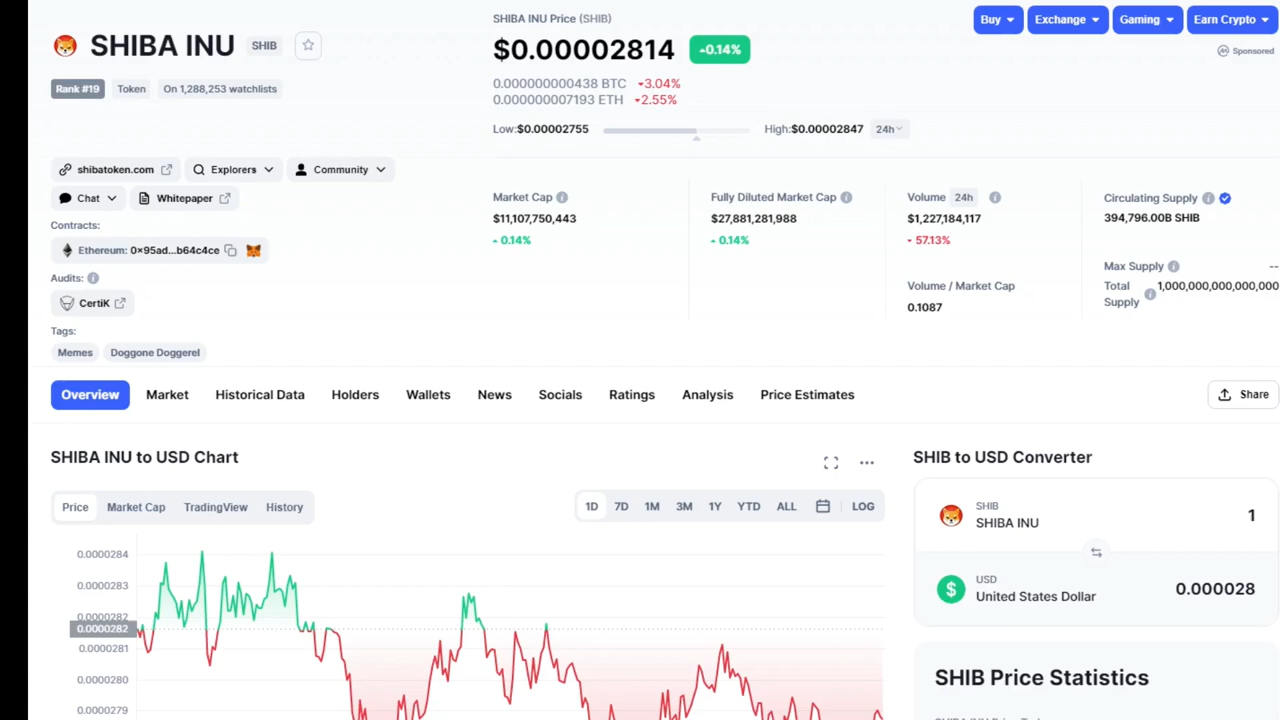 SHIBA INU SHIB
Rank #19 Token On 1,288,253 watchlists
SHIBA INU Price (SHIB)
$0.00002814 0.14%
0.000000000438 BTC 3.04%
0.000000007193 ETH 2.55%
Low:$0.00002755 High:$0.00002847 24h
Buy Exchange Gaming Earn Crypto
Sponsored
shibatoken.com Explorers Community
Chat Whitepaper
Contracts:
Ethereum: 0x95ad...b64c4ce
Audits:
CertiK
Tags:
Memes Doggone Doggerel
Market Cap
$11,107,750,443
0.14%
Fully Diluted Market Cap
$27,881,281,988
0.14%
Volume 24h
$1,227,184,117
57.13%
Volume / Market Cap
0.1087
Circulating Supply
394,796.00B SHIB
Max Supply --
Total Supply 1,000,000,000,000,000
Overview Market Historical Data Holders Wallets News Socials Ratings Analysis Price Estimates
Share
SHIBA INU to USD Chart
Price Market Cap TradingView History
1D 7D 1M 3M 1Y YTD ALL LOG
0.0000284
0.0000283
0.0000282
0.0000282
0.0000281
0.0000280
0.0000279
SHIB to USD Converter
SHIB
SHIBA INU 1
USD
United States Dollar 0.000028
SHIB Price Statistics